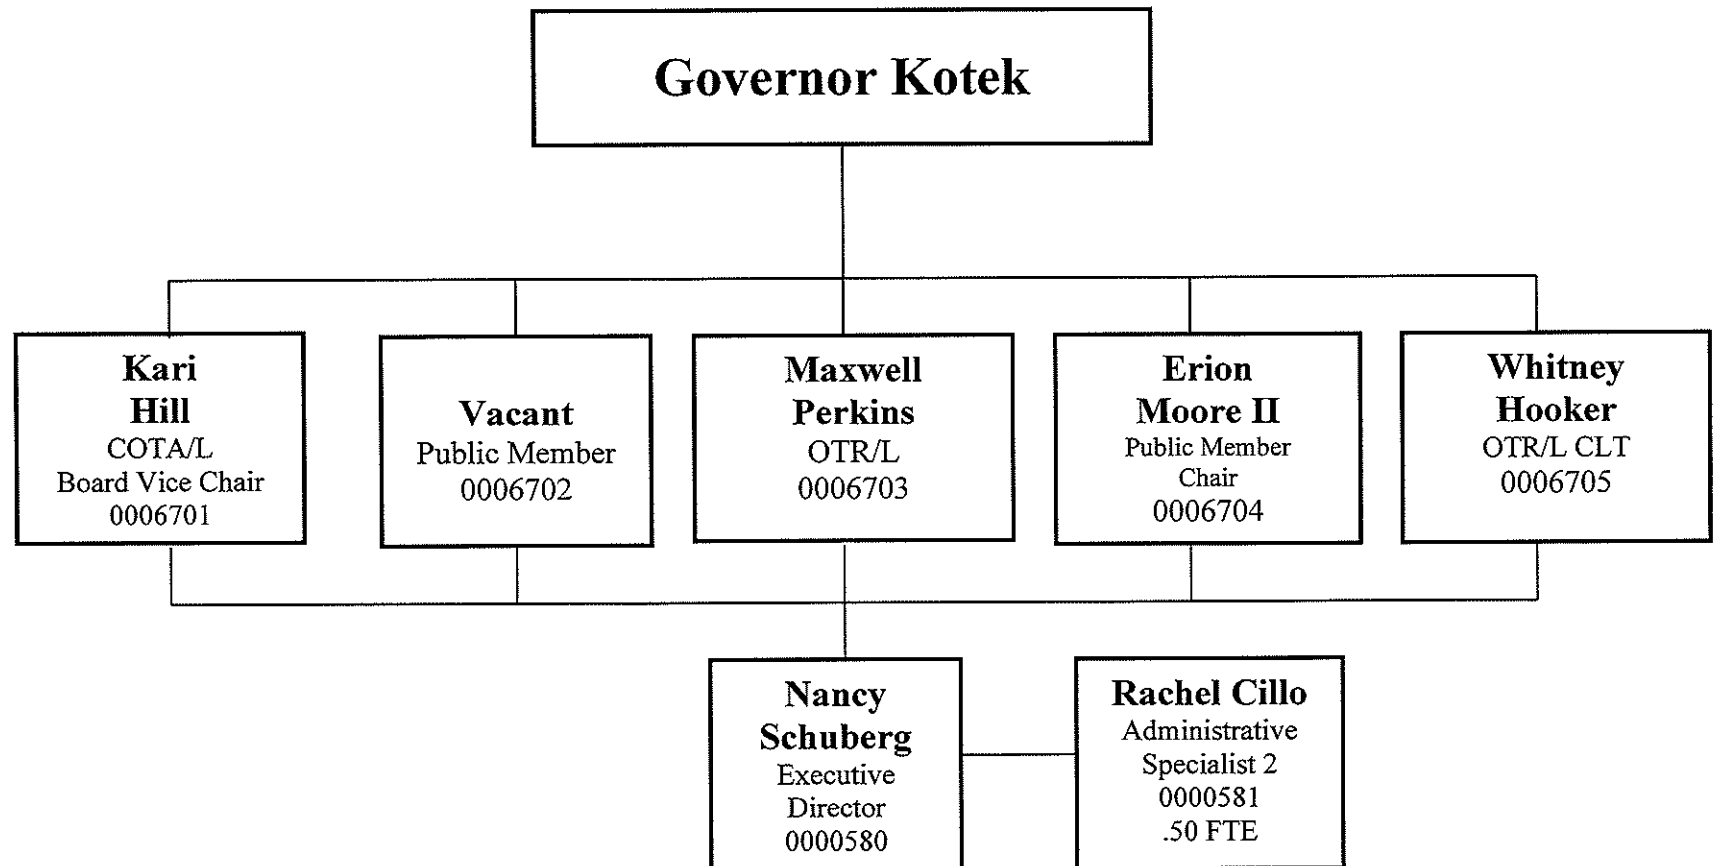 Governor Kotek
Kari
Hill
COTA/L
Board Vice Chair
0006701
Vacant
Public Member
0006702
Maxwell
Perkins
OTR/L
0006703
Erion
Moore II
Public Member
Chair
0006704
Whitney
Hooker
OTR/L CLT
0006705
Nancy
Schuberg
Executive
Director
0000580
Rachel Cillo
Administrative
Specialist 2
0000581
.50 FTE